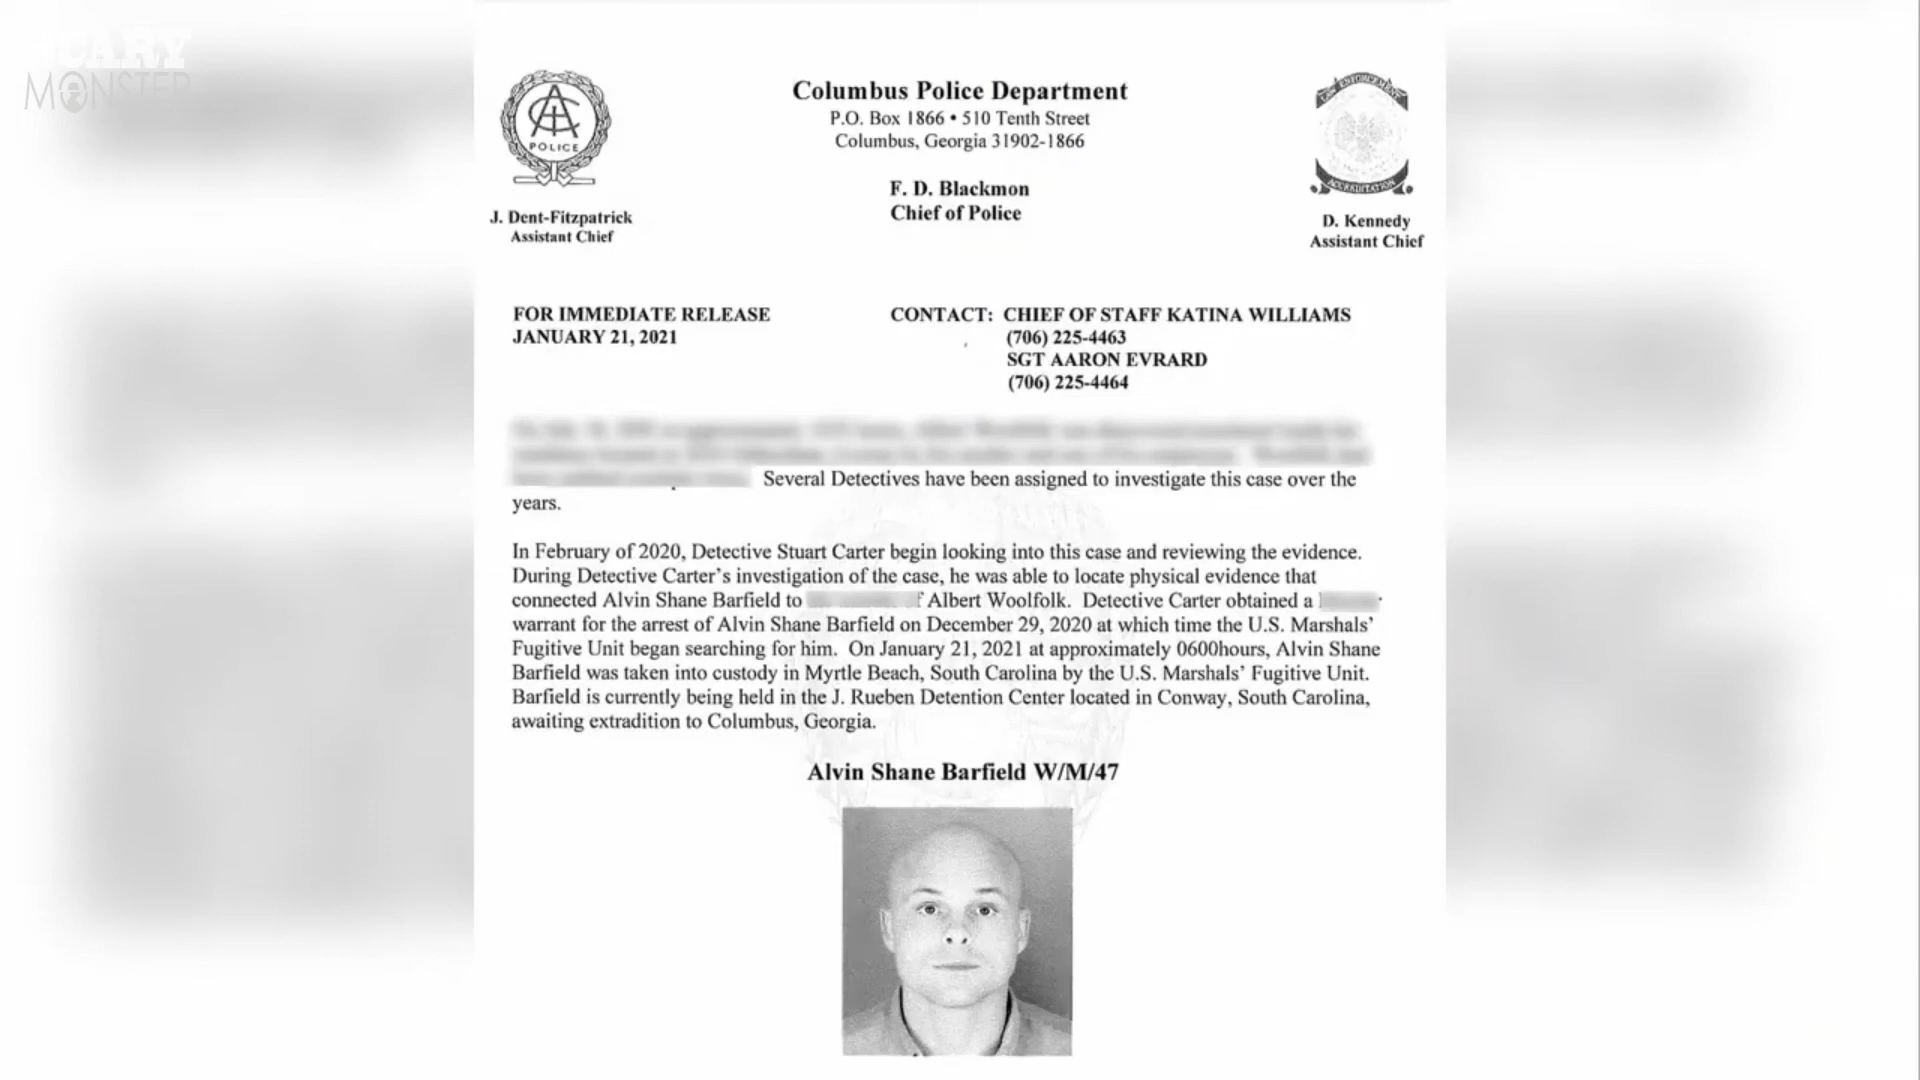 SCARY
MONSTER
Columbus Police Department
P.O. Box 1866 • 510 Tenth Street
Columbus, Georgia 31902-1866
F. D. Blackmon
Chief of Police
POLICE
J. Dent-Fitzpatrick
Assistant Chief
LAW ENFORCEMENT
ACCREDITATION
D. Kennedy
Assistant Chief
FOR IMMEDIATE RELEASE
JANUARY 21, 2021
CONTACT: CHIEF OF STAFF KATINA WILLIAMS
(706) 225-4463
SGT AARON EVRARD
(706) 225-4464
Several Detectives have been assigned to investigate this case over the
years.
In February of 2020, Detective Stuart Carter begin looking into this case and reviewing the evidence.
During Detective Carter's investigation of the case, he was able to locate physical evidence that
connected Alvin Shane Barfield to Albert Woolfolk. Detective Carter obtained a
warrant for the arrest of Alvin Shane Barfield on December 29, 2020 at which time the U.S. Marshals'
Fugitive Unit began searching for him. On January 21, 2021 at approximately 0600hours, Alvin Shane
Barfield was taken into custody in Myrtle Beach, South Carolina by the U.S. Marshals' Fugitive Unit.
Barfield is currently being held in the J. Rueben Detention Center located in Conway, South Carolina,
awaiting extradition to Columbus, Georgia.
Alvin Shane Barfield W/M/47